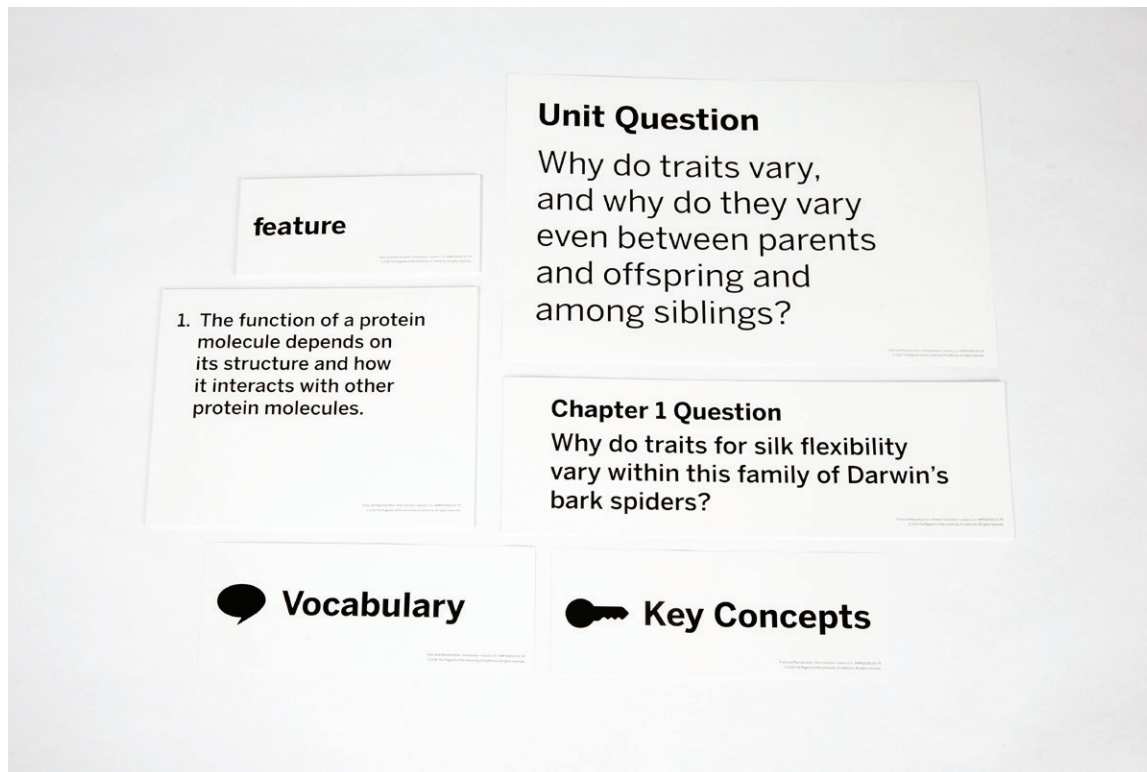 feature
1. The function of a protein
molecule depends on
its structure and how
it interacts with other
protein molecules.
Unit Question
Why do traits vary,
and why do they vary
even between parents
and offspring and
among siblings?
Chapter 1 Question
Why do traits for silk flexibility
vary within this family of Darwin's
bark spiders?
Vocabulary
Key Concepts